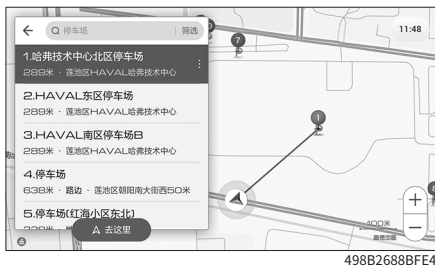 停车场
筛选
11:48
7
1.哈弗技术中心北区停车场
289米 · 莲池区HAVAL哈弗技术中心
2.HAVAL东区停车场
289米 · 莲池区HAVAL哈弗技术中心
3.HAVAL南区停车场B
289米 · 莲池区HAVAL哈弗技术中心
1
4.停车场
638米 · 路边 · 莲池区朝阳南大街西50米
5.停车场(红海小区东北)
去这里
100米
498B2688BFE4